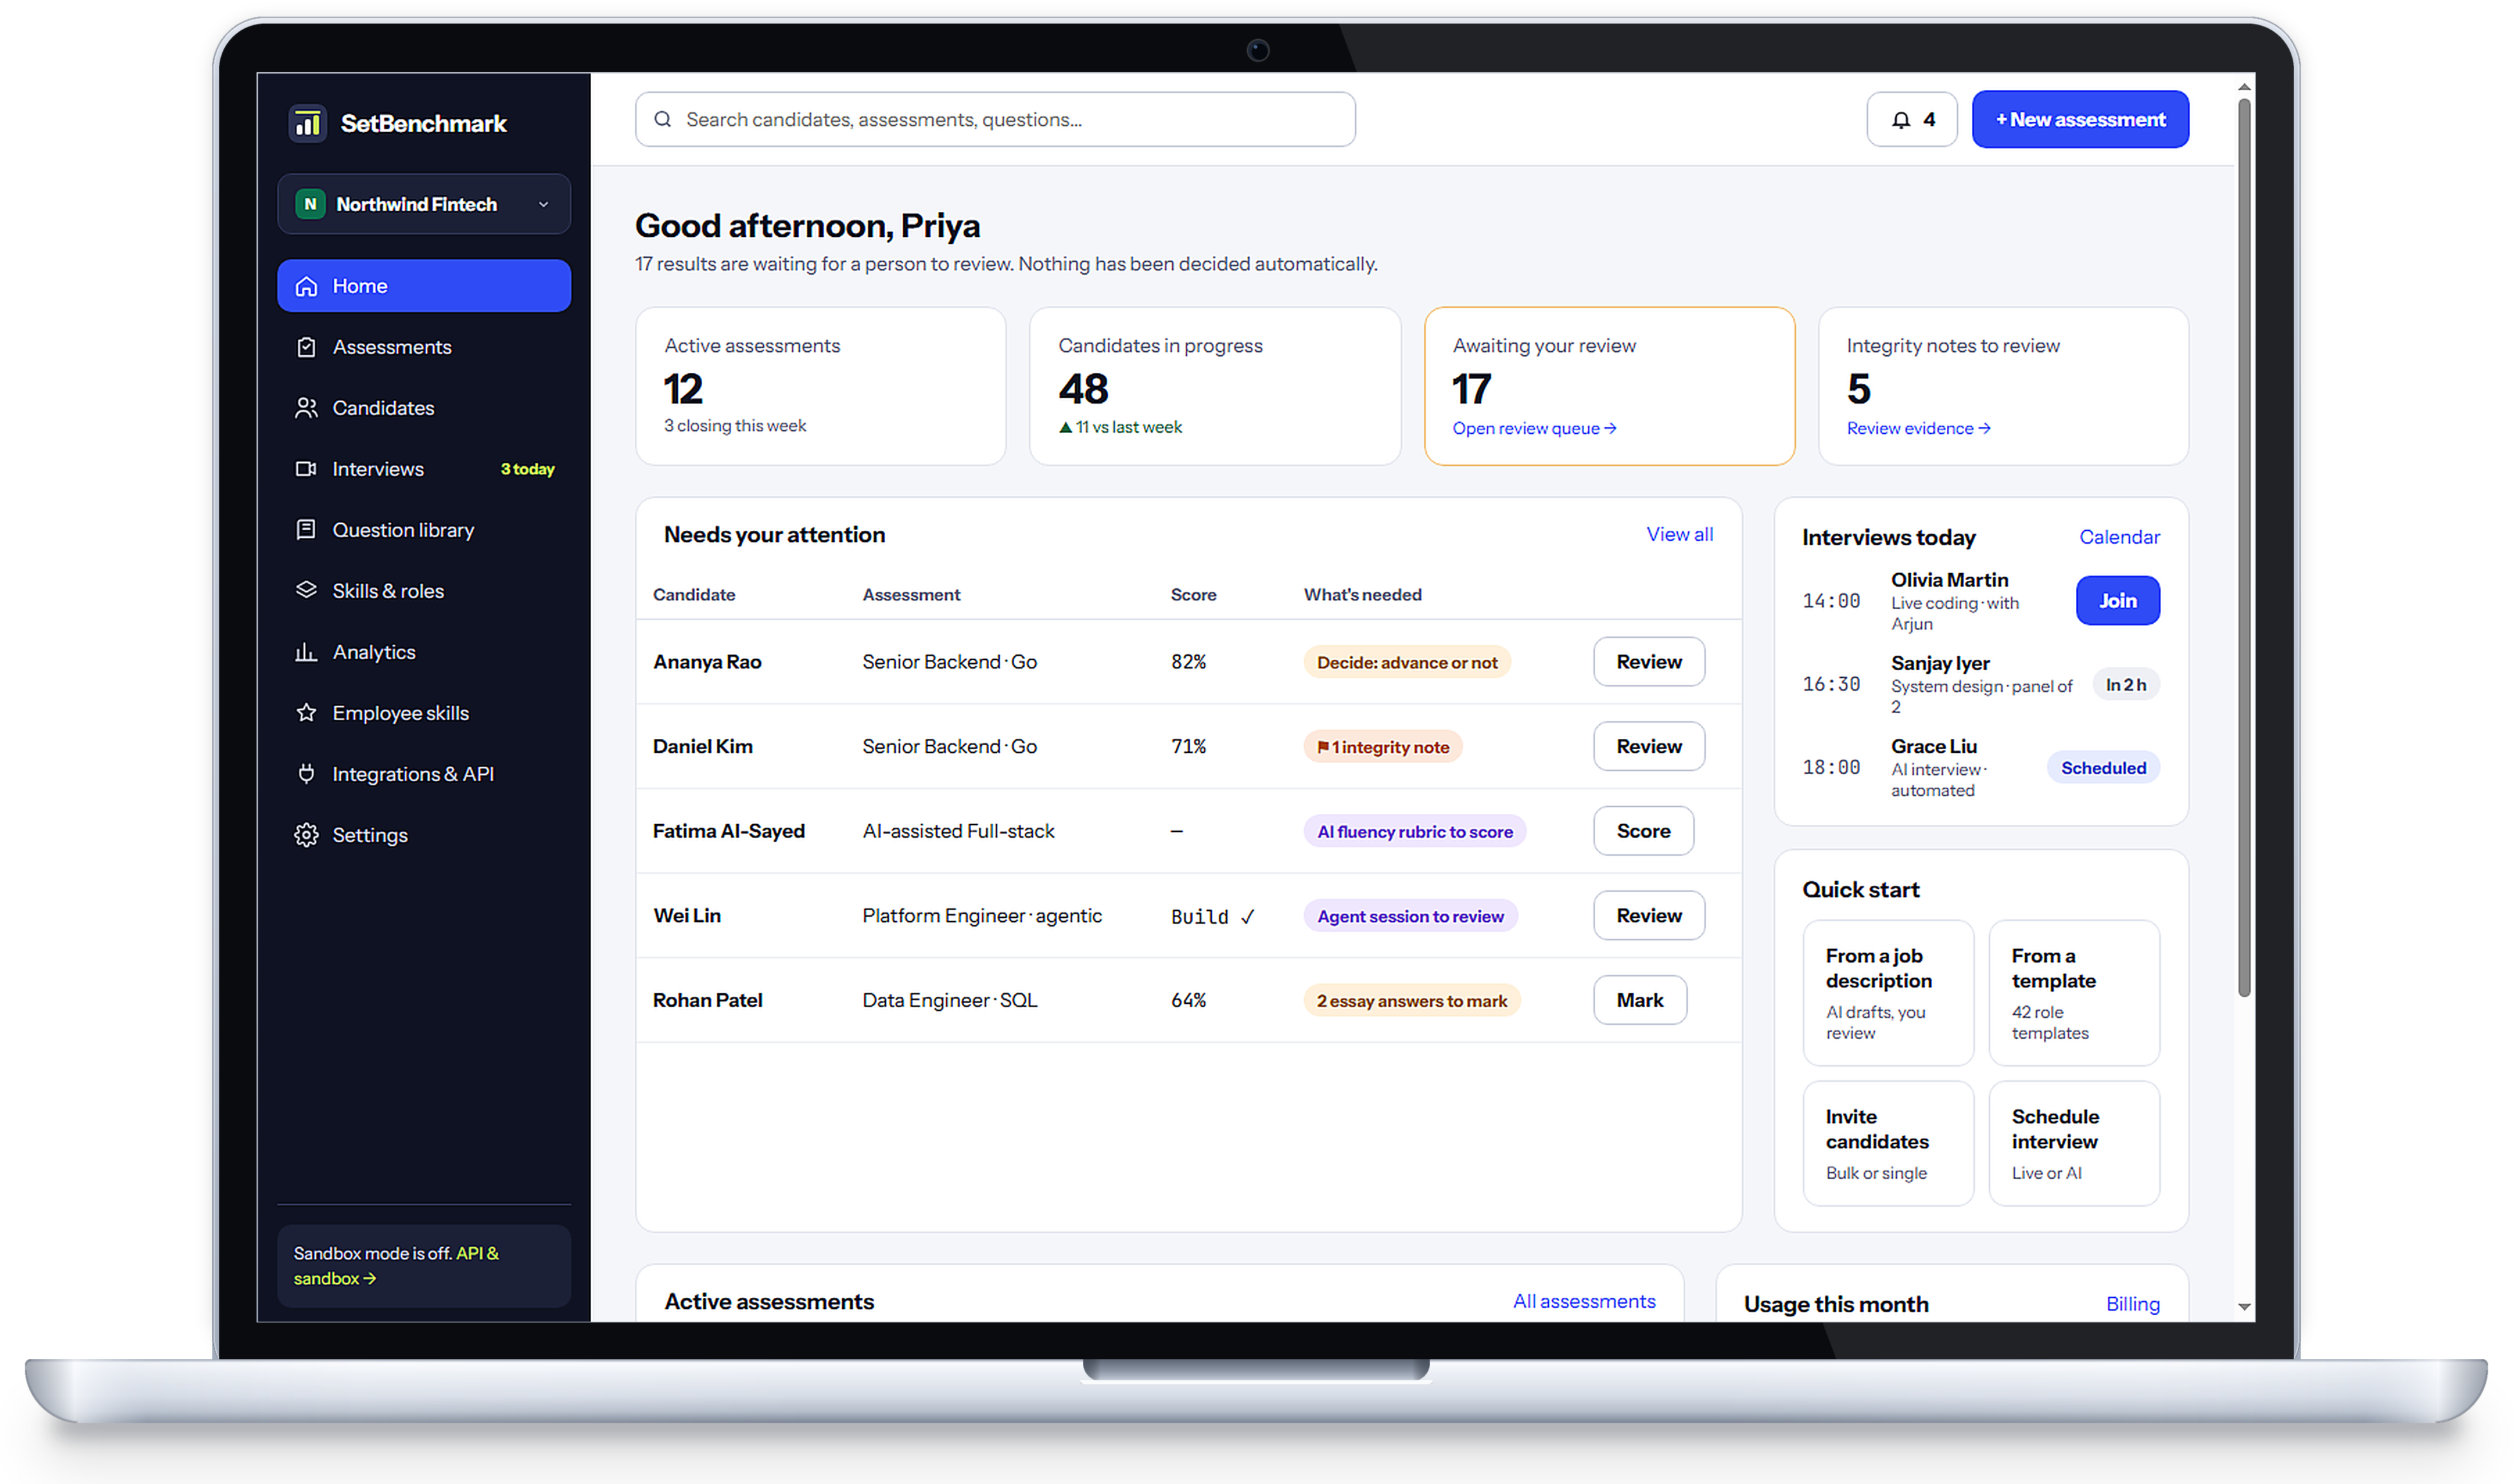 SetBenchmark
N Northwind Fintech
Home
Assessments
Candidates
Interviews 3 today
Question library
Skills & roles
Analytics
Employee skills
Integrations & API
Settings
Sandbox mode is off. API &
sandbox →
Search candidates, assessments, questions...
4
+ New assessment
Good afternoon, Priya
17 results are waiting for a person to review. Nothing has been decided automatically.
Active assessments
12
3 closing this week
Candidates in progress
48
▲ 11 vs last week
Awaiting your review
17
Open review queue →
Integrity notes to review
5
Review evidence →
Needs your attention View all
Candidate Assessment Score What's needed
Ananya Rao Senior Backend · Go 82% Decide: advance or not Review
Daniel Kim Senior Backend · Go 71% ⚑ 1 integrity note Review
Fatima Al-Sayed AI-assisted Full-stack — AI fluency rubric to score Score
Wei Lin Platform Engineer · agentic Build ✓ Agent session to review Review
Rohan Patel Data Engineer · SQL 64% 2 essay answers to mark Mark
Interviews today Calendar
14:00 Olivia Martin
Live coding · with
Arjun
Join
16:30 Sanjay Iyer
System design · panel of
2
In 2 h
18:00 Grace Liu
AI interview ·
automated
Scheduled
Quick start
From a job
description
AI drafts, you
review
From a
template
42 role
templates
Invite
candidates
Bulk or single
Schedule
interview
Live or AI
Active assessments All assessments
Usage this month Billing